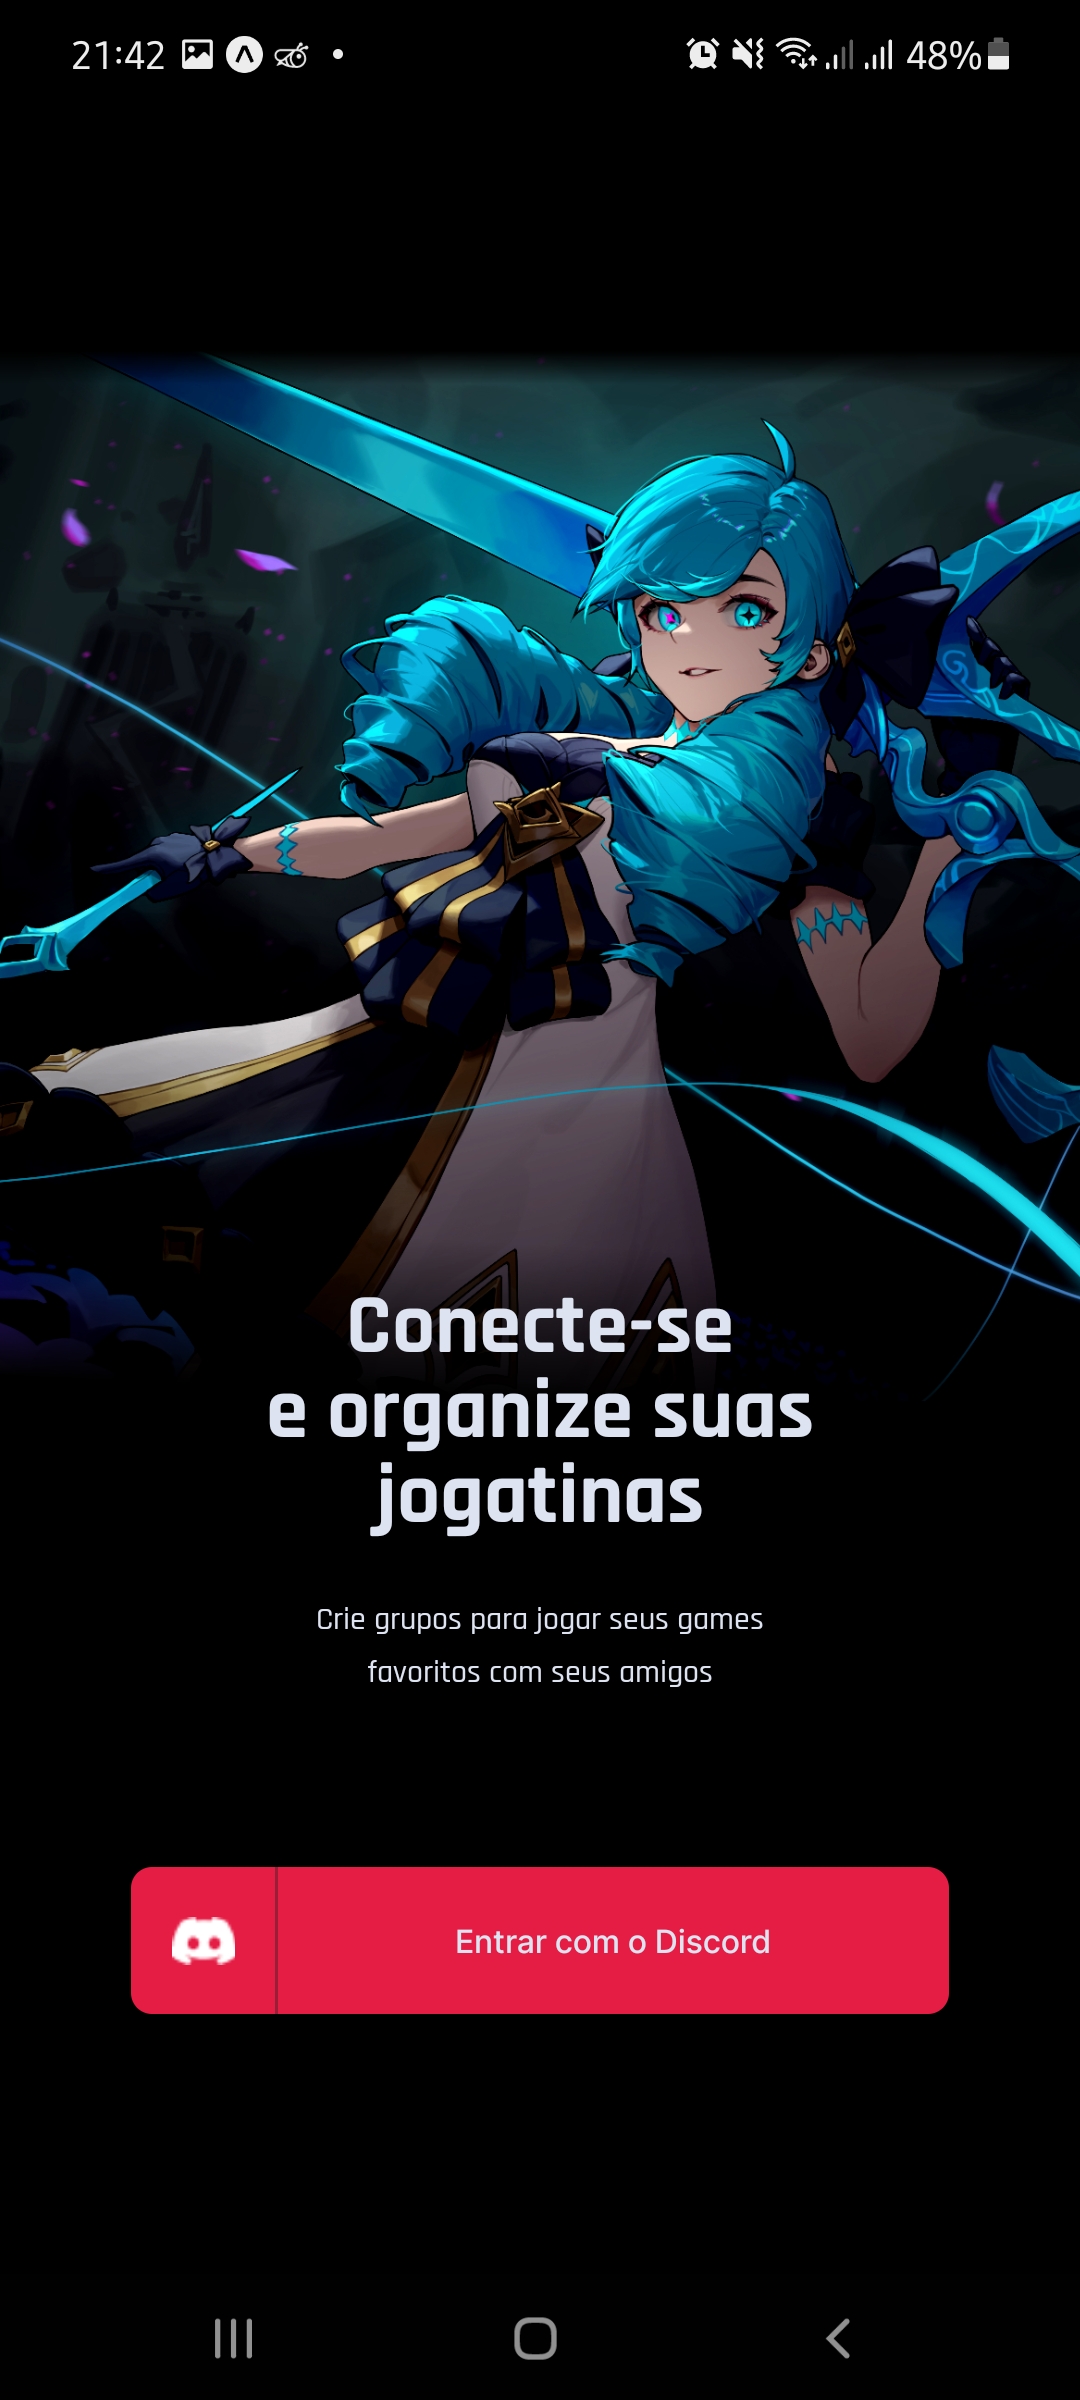 21:42
48%
Conecte-se
e organize suas
jogatinas
Crie grupos para jogar seus games
favoritos com seus amigos
Entrar com o Discord